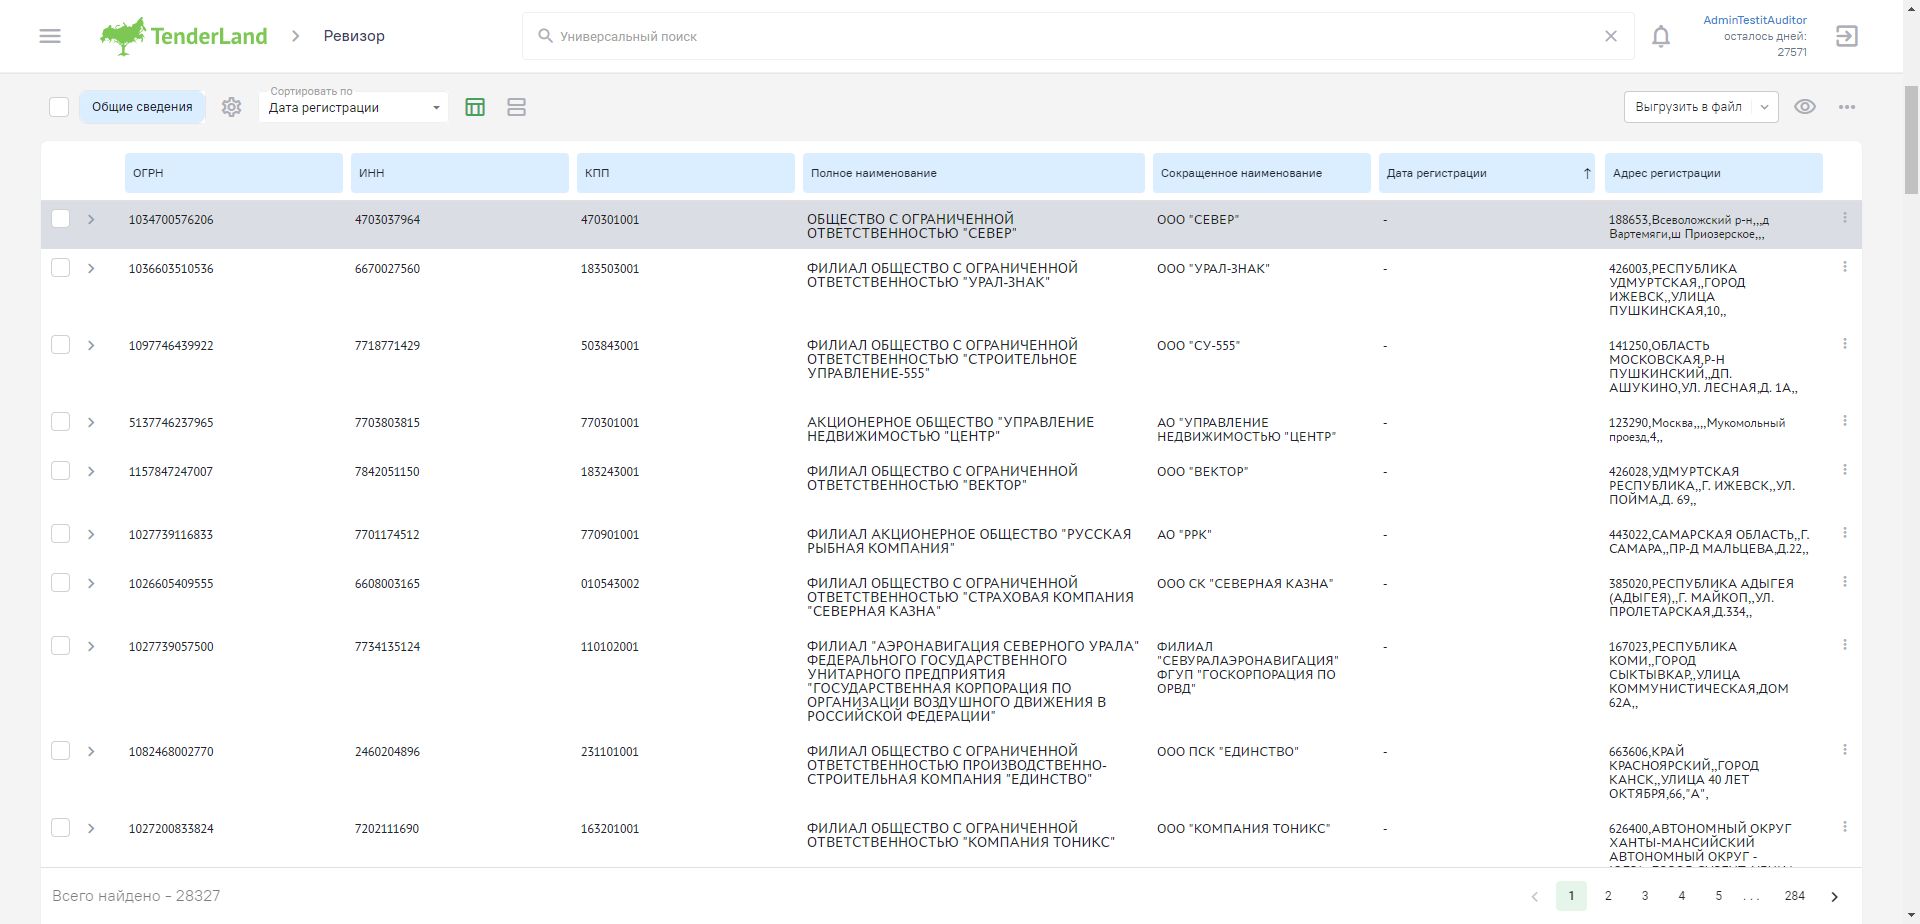 TenderLand
Ревизор
Универсальный поиск
AdminTestitAuditor
осталось дней:
27571
Общие сведения
Сортировать по
Дата регистрации
Выгрузить в файл
ОГРН ИНН КПП Полное наименование Сокращенное наименование Дата регистрации Адрес регистрации
1034700576206 4703037964 470301001 ОБЩЕСТВО С ОГРАНИЧЕННОЙ ООО "СЕВЕР" - 188653,Всеволожский р-н,,,д
ОТВЕТСТВЕННОСТЬЮ "СЕВЕР" Вартемяги,ш Приозерское,,,
1036603510536 6670027560 183503001 ФИЛИАЛ ОБЩЕСТВО С ОГРАНИЧЕННОЙ ООО "УРАЛ-ЗНАК" - 426003,РЕСПУБЛИКА
ОТВЕТСТВЕННОСТЬЮ "УРАЛ-ЗНАК" УДМУРТСКАЯ,,ГОРОД
ИЖЕВСК,,УЛИЦА
ПУШКИНСКАЯ,10,,
1097746439922 7718771429 503843001 ФИЛИАЛ ОБЩЕСТВО С ОГРАНИЧЕННОЙ ООО "СУ-555" - 141250,ОБЛАСТЬ
ОТВЕТСТВЕННОСТЬЮ "СТРОИТЕЛЬНОЕ МОСКОВСКАЯ,Р-Н
УПРАВЛЕНИЕ-555" ПУШКИНСКИЙ,,ДП.
АШУКИНО,УЛ. ЛЕСНАЯ,Д. 1А,,
5137746237965 7703803815 770301001 АКЦИОНЕРНОЕ ОБЩЕСТВО "УПРАВЛЕНИЕ АО "УПРАВЛЕНИЕ - 123290,Москва,,,,Мукомольный
НЕДВИЖИМОСТЬЮ "ЦЕНТР" НЕДВИЖИМОСТЬЮ "ЦЕНТР" проезд,4,,
1157847247007 7842051150 183243001 ФИЛИАЛ ОБЩЕСТВО С ОГРАНИЧЕННОЙ ООО "ВЕКТОР" - 426028,УДМУРТСКАЯ
ОТВЕТСТВЕННОСТЬЮ "ВЕКТОР" РЕСПУБЛИКА,,Г. ИЖЕВСК,,УЛ.
ПОЙМА,Д. 69,,
1027739116833 7701174512 770901001 ФИЛИАЛ АКЦИОНЕРНОЕ ОБЩЕСТВО "РУССКАЯ АО "РРК" - 443022,САМАРСКАЯ ОБЛАСТЬ,,Г.
РЫБНАЯ КОМПАНИЯ" САМАРА,,ПР-Д МАЛЬЦЕВА,Д.22,,
1026605409555 6608003165 010543002 ФИЛИАЛ ОБЩЕСТВО С ОГРАНИЧЕННОЙ ООО СК "СЕВЕРНАЯ КАЗНА" - 385020,РЕСПУБЛИКА АДЫГЕЯ
ОТВЕТСТВЕННОСТЬЮ "СТРАХОВАЯ КОМПАНИЯ (АДЫГЕЯ),,Г. МАЙКОП,,УЛ.
"СЕВЕРНАЯ КАЗНА" ПРОЛЕТАРСКАЯ,Д.334,,
1027739057500 7734135124 110102001 ФИЛИАЛ "АЭРОНАВИГАЦИЯ СЕВЕРНОГО УРАЛА" ФИЛИАЛ - 167023,РЕСПУБЛИКА
ФЕДЕРАЛЬНОГО ГОСУДАРСТВЕННОГО "СЕВУРАЛАЭРОНАВИГАЦИЯ" КОМИ,,ГОРОД
УНИТАРНОГО ПРЕДПРИЯТИЯ ФГУП "ГОСКОРПОРАЦИЯ ПО СЫКТЫВКАР,,УЛИЦА
"ГОСУДАРСТВЕННАЯ КОРПОРАЦИЯ ПО ОРВД" КОММУНИСТИЧЕСКАЯ,ДОМ
ОРГАНИЗАЦИИ ВОЗДУШНОГО ДВИЖЕНИЯ В 62А,,
РОССИЙСКОЙ ФЕДЕРАЦИИ"
1082468002770 2460204896 231101001 ФИЛИАЛ ОБЩЕСТВО С ОГРАНИЧЕННОЙ ООО ПСК "ЕДИНСТВО" - 663606,КРАЙ
ОТВЕТСТВЕННОСТЬЮ ПРОИЗВОДСТВЕННО- КРАСНОЯРСКИЙ,,ГОРОД
СТРОИТЕЛЬНАЯ КОМПАНИЯ "ЕДИНСТВО" КАНСК,,УЛИЦА 40 ЛЕТ
ОКТЯБРЯ,66,"А",
1027200833824 7202111690 163201001 ФИЛИАЛ ОБЩЕСТВО С ОГРАНИЧЕННОЙ ООО "КОМПАНИЯ ТОНИКС" - 626400,АВТОНОМНЫЙ ОКРУГ
ОТВЕТСТВЕННОСТЬЮ "КОМПАНИЯ ТОНИКС" ХАНТЫ-МАНСИЙСКИЙ
АВТОНОМНЫЙ ОКРУГ -
Всего найдено - 28327
1 2 3 4 5 ... 284